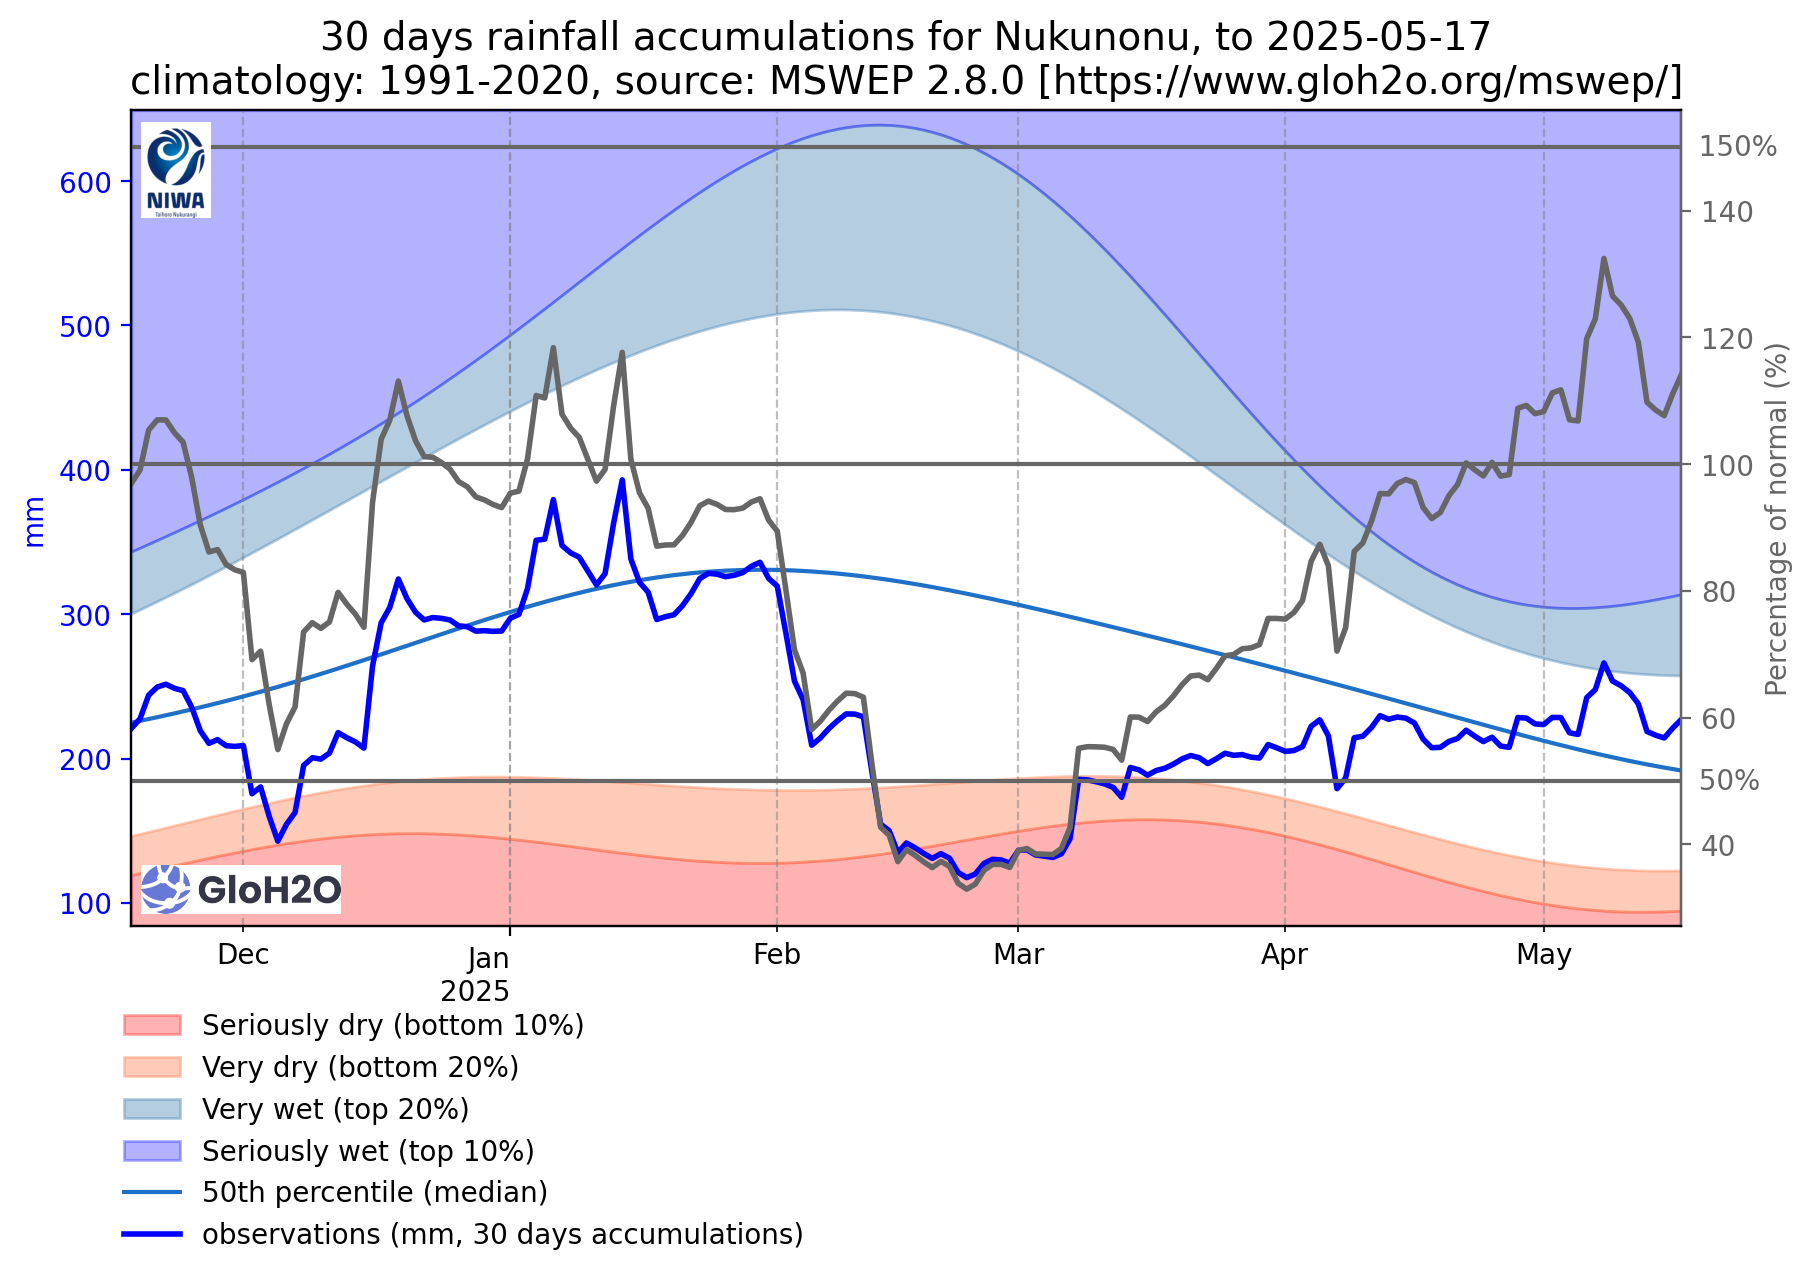 30 days rainfall accumulations for Nukunonu, to 2025-05-17
climatology: 1991-2020, source: MSWEP 2.8.0 [https://www.gloh2o.org/mswep/]
NIWA
Taihoro Nukurangi
600
500
400
300
200
100
mm
150%
140
120
100
80
60
50%
40
Percentage of normal (%)
GloH2O
Dec
Jan
2025
Feb
Mar
Apr
May
Seriously dry (bottom 10%)
Very dry (bottom 20%)
Very wet (top 20%)
Seriously wet (top 10%)
50th percentile (median)
observations (mm, 30 days accumulations)